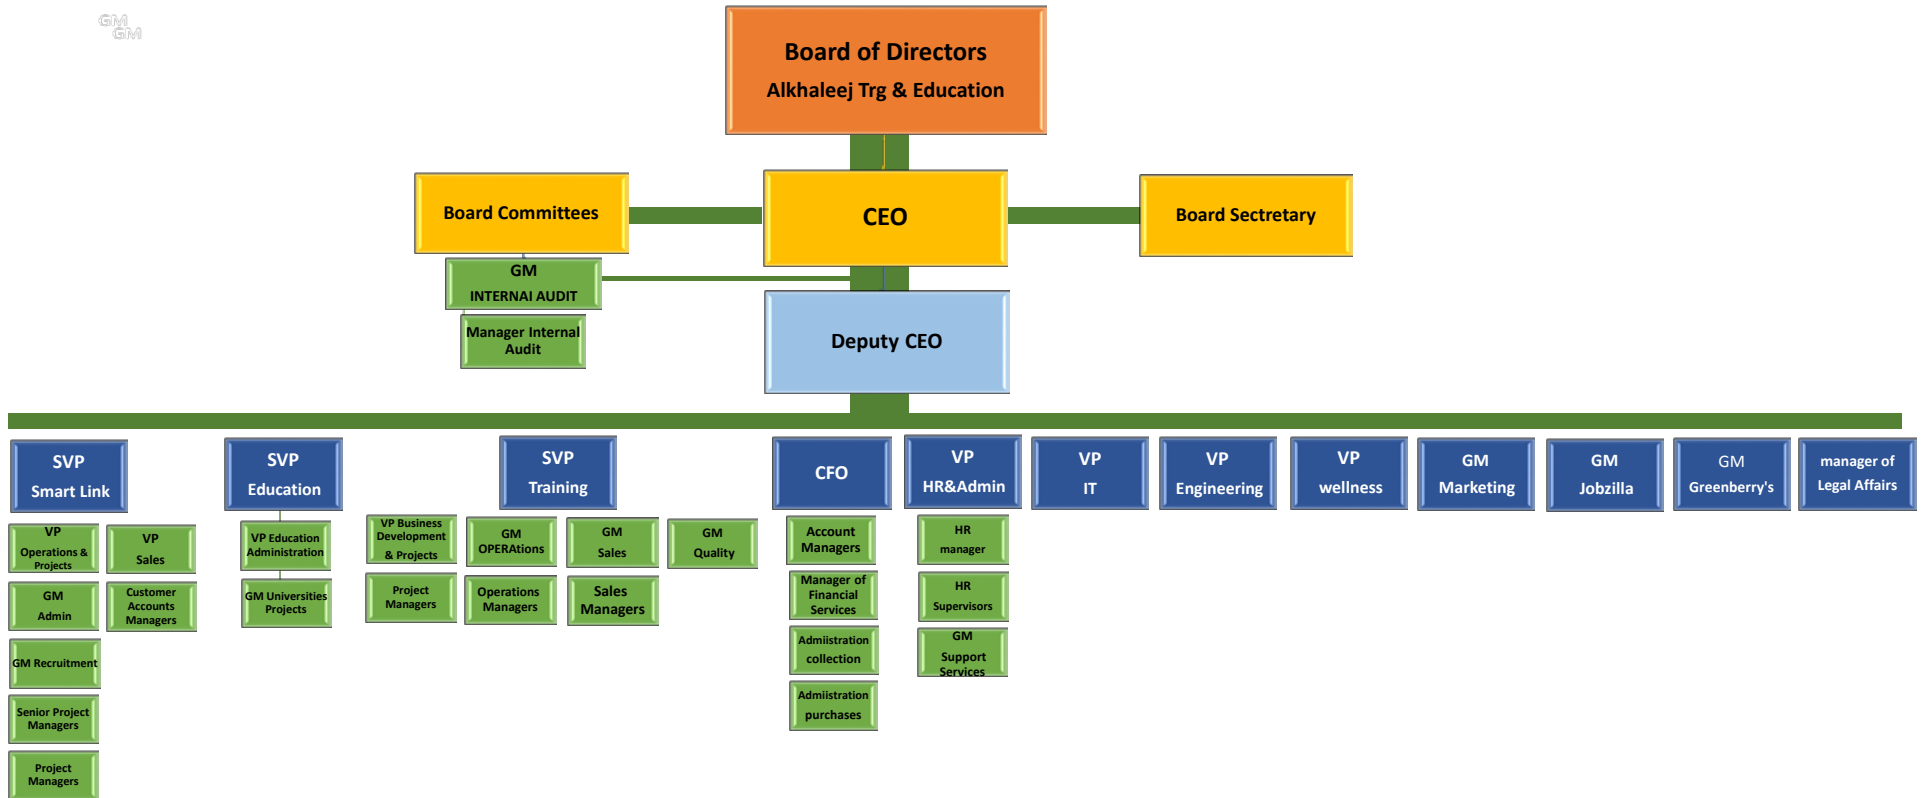 GM
GM
Board of Directors
Alkhaleej Trg & Education
Board Committees
CEO
Board Sectretary
GM
INTERNAI AUDIT
Manager Internal
Audit
Deputy CEO
SVP
Smart Link
SVP
Education
SVP
Training
CFO
VP
HR&Admin
VP
IT
VP
Engineering
VP
wellness
GM
Marketing
GM
Jobzilla
GM
Greenberry's
manager of
Legal Affairs
VP
Operations &
Projects
GM
Admin
GM Recruitment
Senior Project
Managers
Project
Managers
VP
Sales
Customer
Accounts
Managers
VP Education
Administration
GM Universities
Projects
VP Business
Development
& Projects
Project
Managers
GM
OPERAtions
Operations
Managers
GM
Sales
Sales
Managers
GM
Quality
Account
Managers
Manager of
Financial
Services
Admiistration
collection
Admiistration
purchases
HR
manager
HR
Supervisors
GM
Support
Services